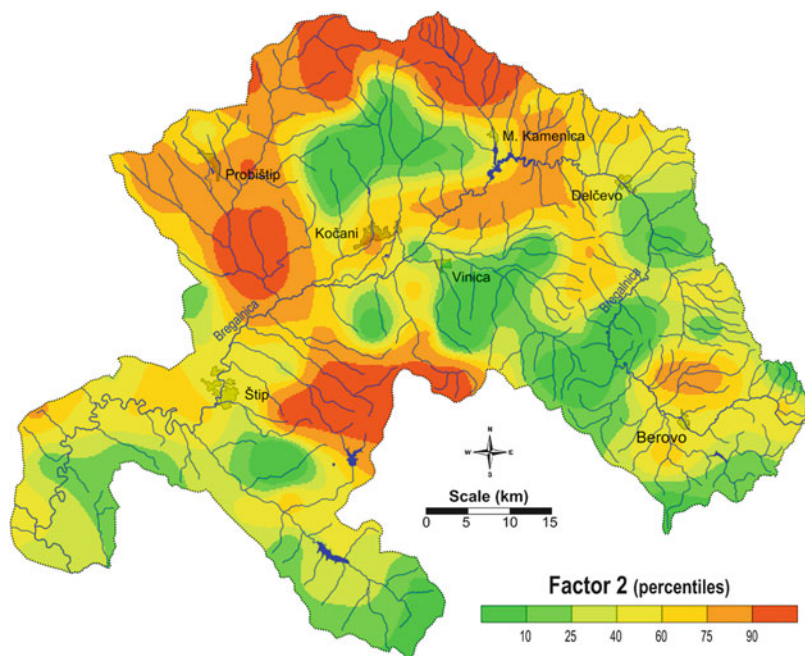 M. Kamenica
Probištip
Delčevo
Kočani
Vinica
Bregalnica
Bregalnica
Štip
Berovo
N
W E
S
Scale (km)
0 5 10 15
Factor 2 (percentiles)
10 25 40 60 75 90